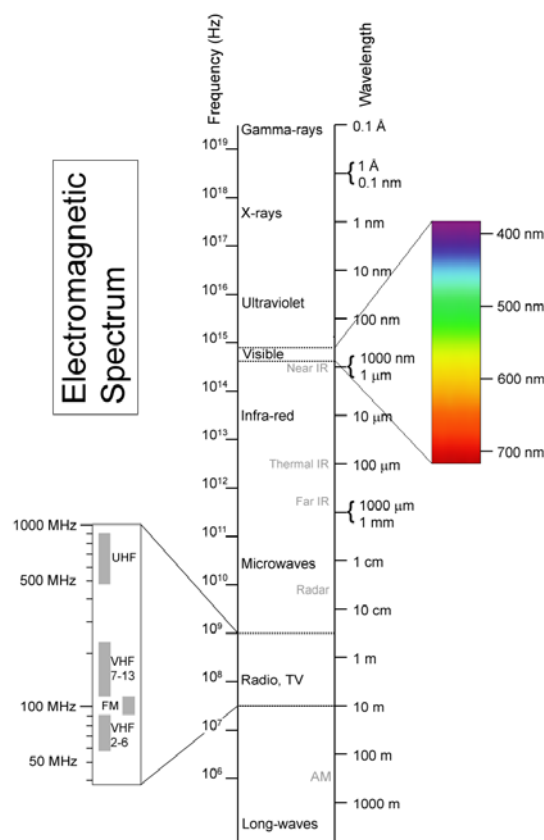 Electromagnetic
Spectrum
Frequency (Hz)
Wavelength
10¹⁹
10¹⁸
10¹⁷
10¹⁶
10¹⁵
10¹⁴
10¹³
10¹²
10¹¹
10¹⁰
10⁹
10⁸
10⁷
10⁶
Gamma-rays
X-rays
Ultraviolet
Visible
Near IR
Infra-red
Thermal IR
Far IR
Microwaves
Radar
Radio, TV
AM
Long-waves
0.1 Å
1 Å
0.1 nm
1 nm
10 nm
100 nm
1000 nm
1 µm
10 µm
100 µm
1000 µm
1 mm
1 cm
10 cm
1 m
10 m
100 m
1000 m
400 nm
500 nm
600 nm
700 nm
1000 MHz
500 MHz
100 MHz
50 MHz
UHF
VHF
7-13
FM
VHF
2-6